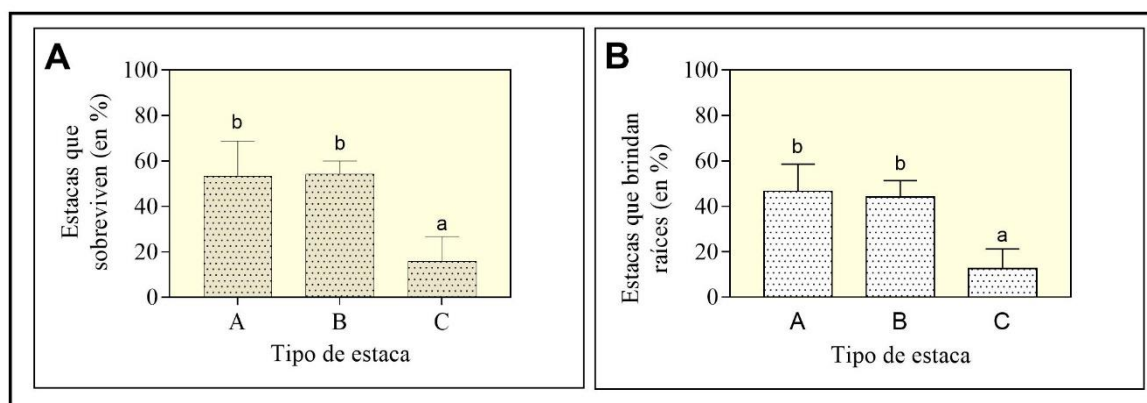 A
Estacas que
sobreviven (en %)
100
80
60
40
20
0
b
b
a
A B C
Tipo de estaca
B
Estacas que brindan
raíces (en %)
100
80
60
40
20
0
b
b
a
A B C
Tipo de estaca